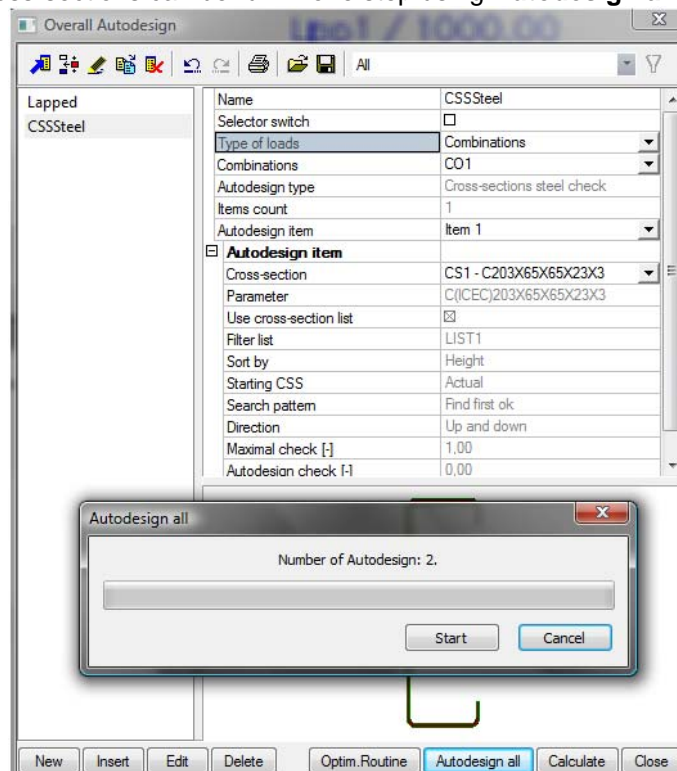 Overall Autodesign
Lpo1 / 1000.00
All
Lapped
CSSSteel
Name CSSSteel
Selector switch
Type of loads Combinations
Combinations CO1
Autodesign type Cross-sections steel check
Items count 1
Autodesign item Item 1
Autodesign item
Cross-section CS1 - C203X65X65X23X3
Parameter C(ICEC)203X65X65X23X3
Use cross-section list
Filter list LIST1
Sort by Height
Starting CSS Actual
Search pattern Find first ok
Direction Up and down
Maximal check [-] 1,00
Autodesign check [-] 0,00
Autodesign all
Number of Autodesign: 2.
Start Cancel
New Insert Edit Delete Optim.Routine Autodesign all Calculate Close